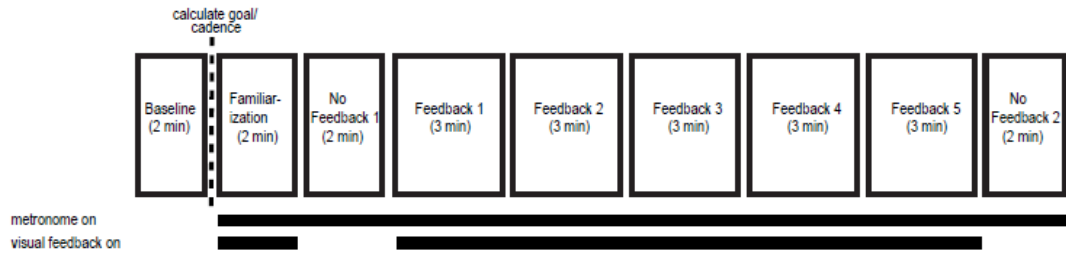 calculate goal/
cadence
Baseline
(2 min)
Familiar-
ization
(2 min)
No
Feedback 1
(2 min)
Feedback 1
(3 min)
Feedback 2
(3 min)
Feedback 3
(3 min)
Feedback 4
(3 min)
Feedback 5
(3 min)
No
Feedback 2
(2 min)
metronome on
visual feedback on